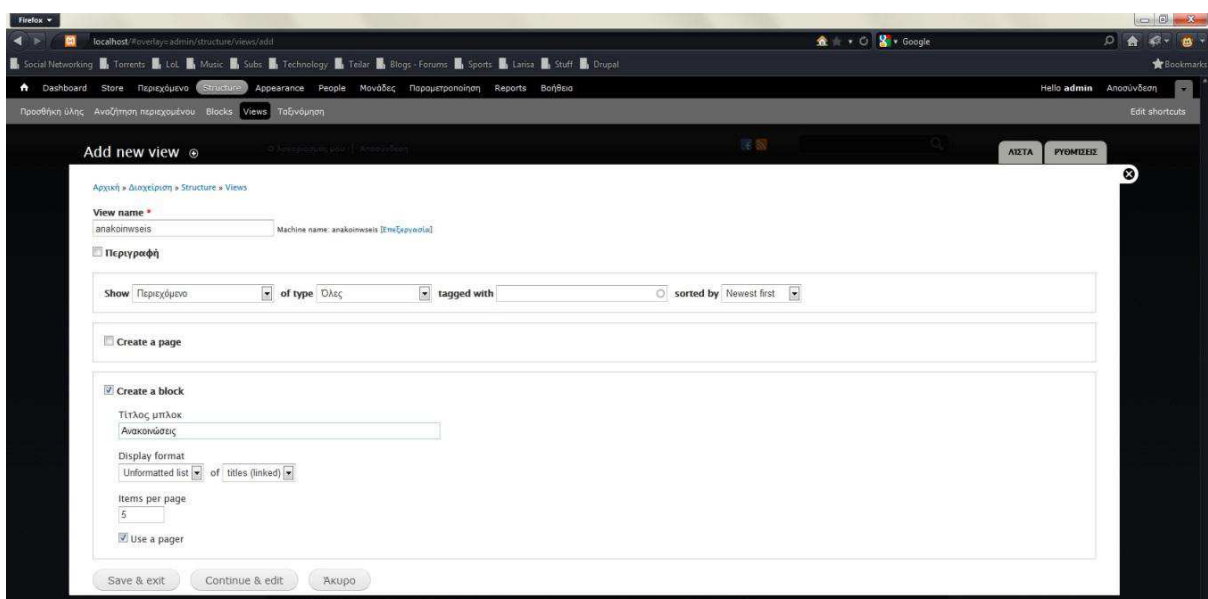 Firefox
localhost/#overlay=admin/structure/views/add
Google
Social Networking Torrents LoL Music Subs Technology Teilar Blogs - Forums Sports Larisa Stuff Drupal Bookmarks
Dashboard Store Περιεχόμενο Structure Appearance People Μονάδες Παραμετροποίηση Reports Βοήθεια Hello admin Αποσύνδεση
Προσθήκη ύλης Αναζήτηση περιεχομένου Blocks Views Ταξινόμηση Edit shortcuts
Add new view
Ο λογαριασμός μου Αποσύνδεση
ΛΙΣΤΑ ΡΥΘΜΙΣΕΙΣ
Αρχική » Διαχείριση » Structure » Views
View name *
anakoinwseis Machine name: anakoinwseis [Επεξεργασία]
Περιγραφή
Show Περιεχόμενο of type Όλες tagged with sorted by Newest first
Create a page
Create a block
Τίτλος μπλοκ
Ανακοινώσεις
Display format
Unformatted list of titles (linked)
Items per page
5
Use a pager
Save & exit Continue & edit Άκυρο